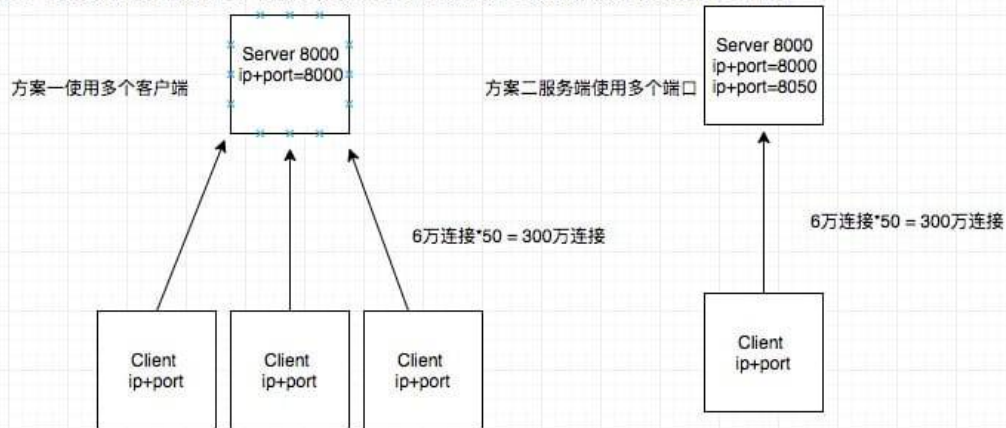 Server 8000
ip+port=8000
方案一使用多个客户端
6万连接*50 = 300万连接
Client
ip+port
Client
ip+port
Client
ip+port
Server 8000
ip+port=8000
ip+port=8050
方案二服务端使用多个端口
6万连接*50 = 300万连接
Client
ip+port